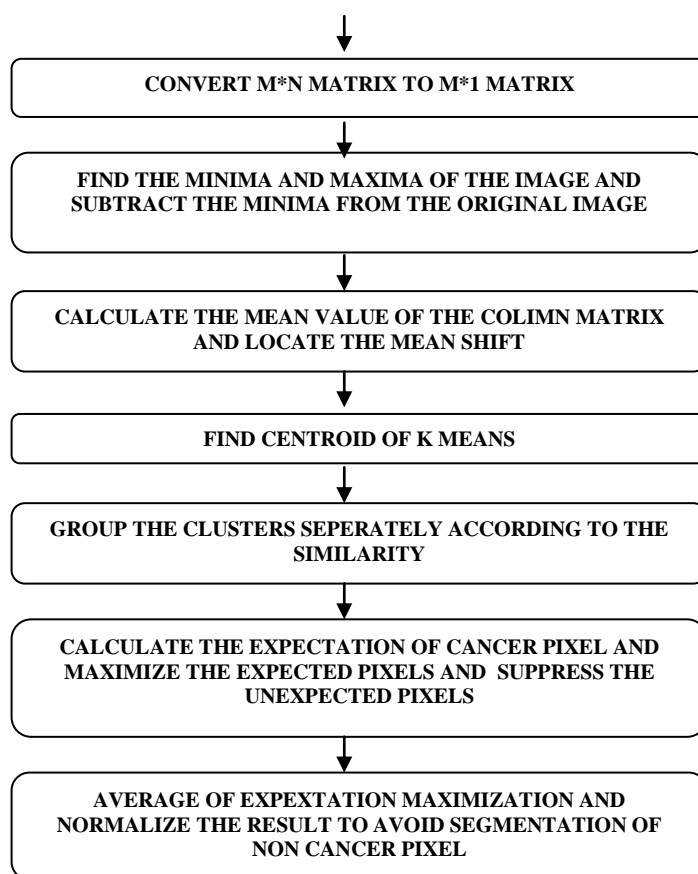 CONVERT M*N MATRIX TO M*1 MATRIX
FIND THE MINIMA AND MAXIMA OF THE IMAGE AND
SUBTRACT THE MINIMA FROM THE ORIGINAL IMAGE
CALCULATE THE MEAN VALUE OF THE COLIMN MATRIX
AND LOCATE THE MEAN SHIFT
FIND CENTROID OF K MEANS
GROUP THE CLUSTERS SEPERATELY ACCORDING TO THE
SIMILARITY
CALCULATE THE EXPECTATION OF CANCER PIXEL AND
MAXIMIZE THE EXPECTED PIXELS AND SUPPRESS THE
UNEXPECTED PIXELS
AVERAGE OF EXPEXTATION MAXIMIZATION AND
NORMALIZE THE RESULT TO AVOID SEGMENTATION OF
NON CANCER PIXEL